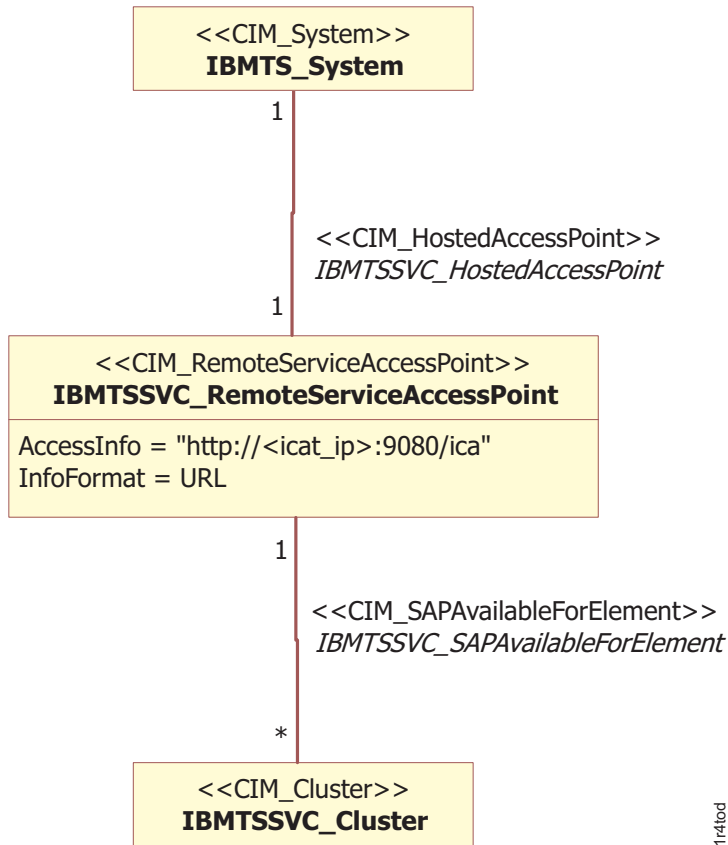 <<CIM_System>>
IBMTS_System
1
<<CIM_HostedAccessPoint>>
IBMTSSVC_HostedAccessPoint
1
<<CIM_RemoteServiceAccessPoint>>
IBMTSSVC_RemoteServiceAccessPoint
AccessInfo = "http://<icat_ip>:9080/ica"
InfoFormat = URL
1
<<CIM_SAPAvailableForElement>>
IBMTSSVC_SAPAvailableForElement
*
<<CIM_Cluster>>
IBMTSSVC_Cluster
1r4tod